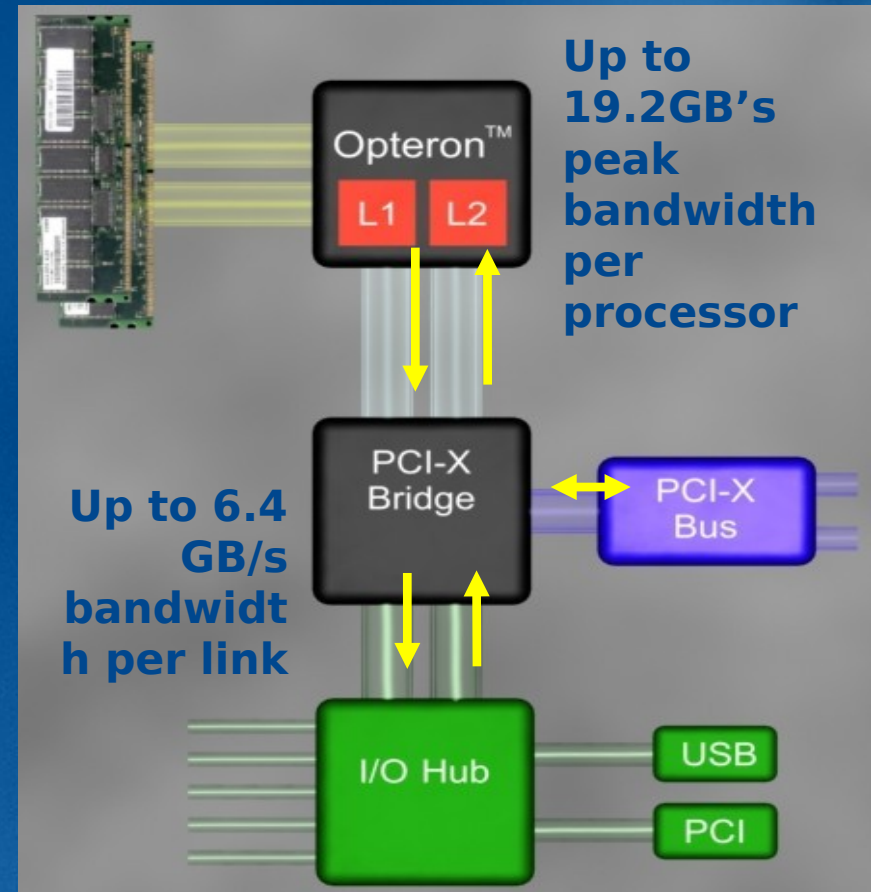 Up to
19.2GB’s
peak
bandwidth
per
processor
Opteron™
L1 L2
PCI-X
Bridge
PCI-X
Bus
Up to 6.4
GB/s
bandwidt
h per link
I/O Hub
USB
PCI